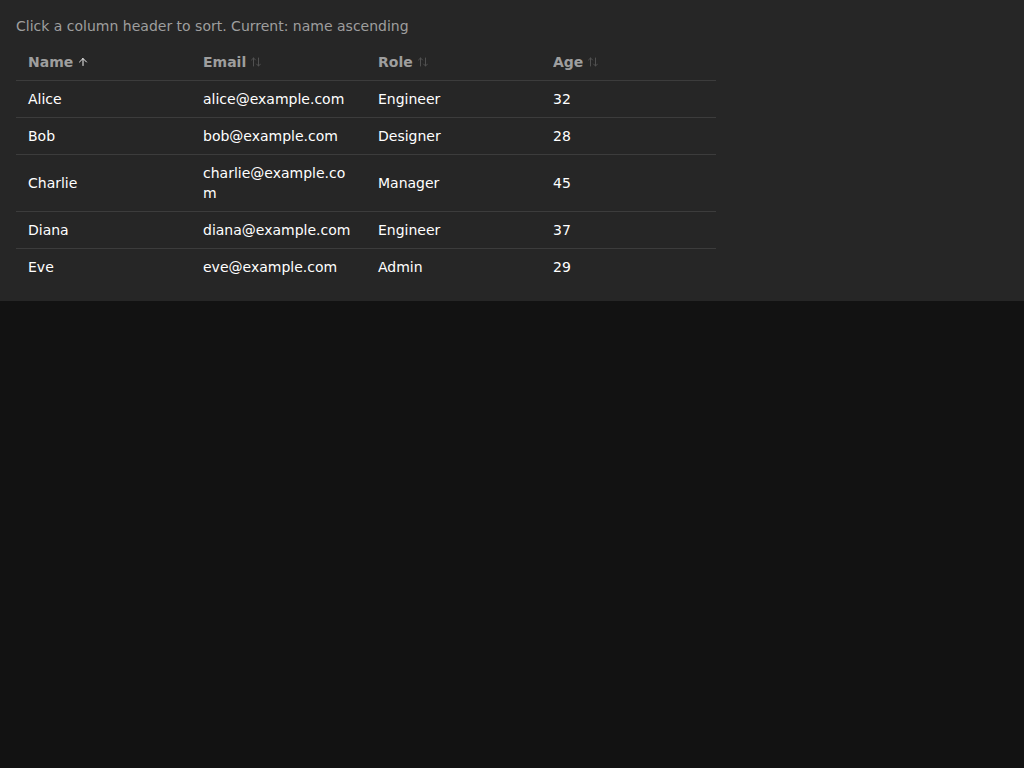 Click a column header to sort. Current: name ascending
Name Email Role Age
Alice alice@example.com Engineer 32
Bob bob@example.com Designer 28
Charlie charlie@example.co
m Manager 45
Diana diana@example.com Engineer 37
Eve eve@example.com Admin 29